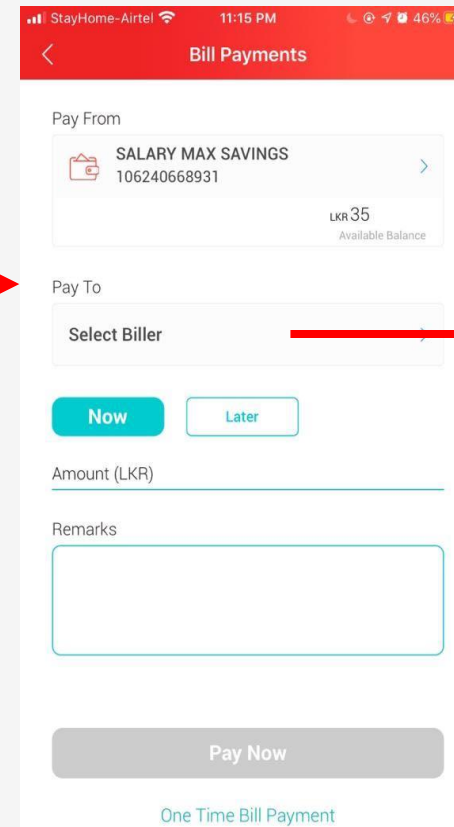 StayHome-Airtel 11:15 PM 46%
Bill Payments
Pay From
SALARY MAX SAVINGS
106240668931
LKR 35
Available Balance
Pay To
Select Biller
Now Later
Amount (LKR)
Remarks
Pay Now
One Time Bill Payment